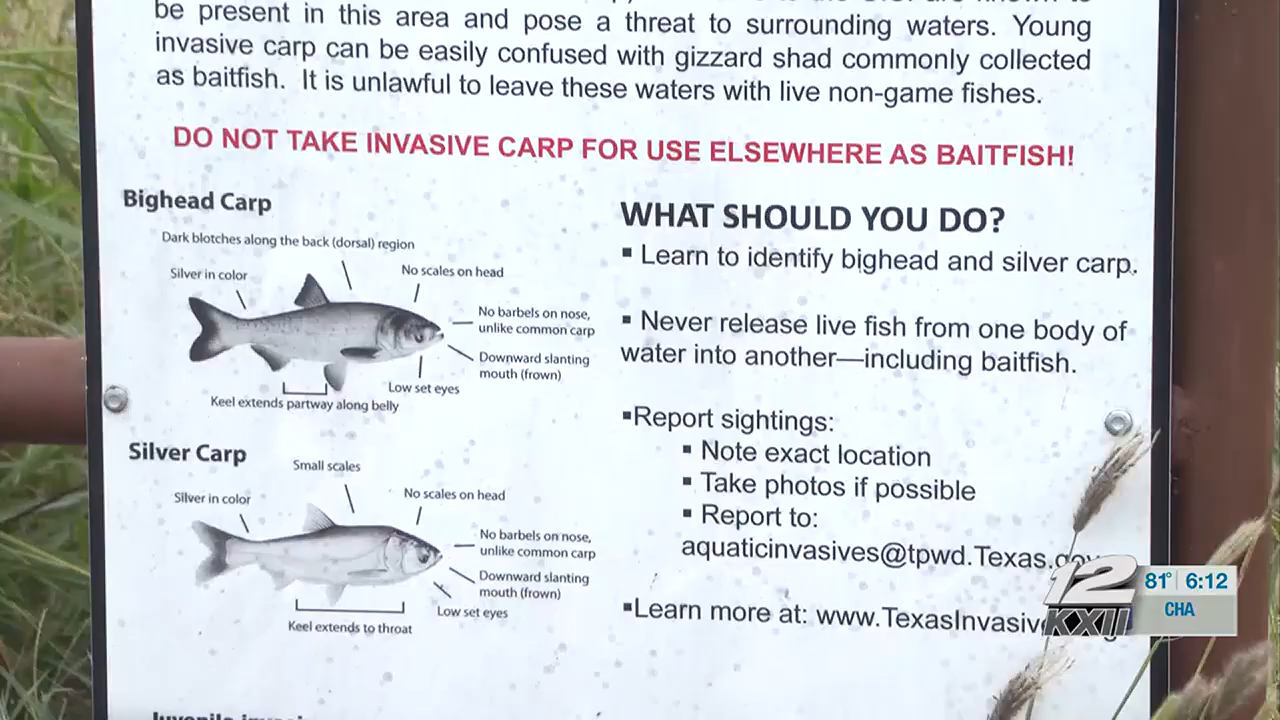 be present in this area and pose a threat to surrounding waters. Young
invasive carp can be easily confused with gizzard shad commonly collected
as baitfish. It is unlawful to leave these waters with live non-game fishes.
DO NOT TAKE INVASIVE CARP FOR USE ELSEWHERE AS BAITFISH!
Bighead Carp
Dark blotches along the back (dorsal) region
Silver in color
No scales on head
No barbels on nose,
unlike common carp
Downward slanting
mouth (frown)
Low set eyes
Keel extends partway along belly
Silver Carp
Small scales
Silver in color
No scales on head
No barbels on nose,
unlike common carp
Downward slanting
mouth (frown)
Low set eyes
Keel extends to throat
WHAT SHOULD YOU DO?
▪ Learn to identify bighead and silver carp.
▪ Never release live fish from one body of
water into another—including baitfish.
▪Report sightings:
▪ Note exact location
▪ Take photos if possible
▪ Report to:
aquaticinvasives@tpwd.Texas.gov
▪Learn more at: www.TexasInvasiv
12
KXII
81° 6:12
CHA